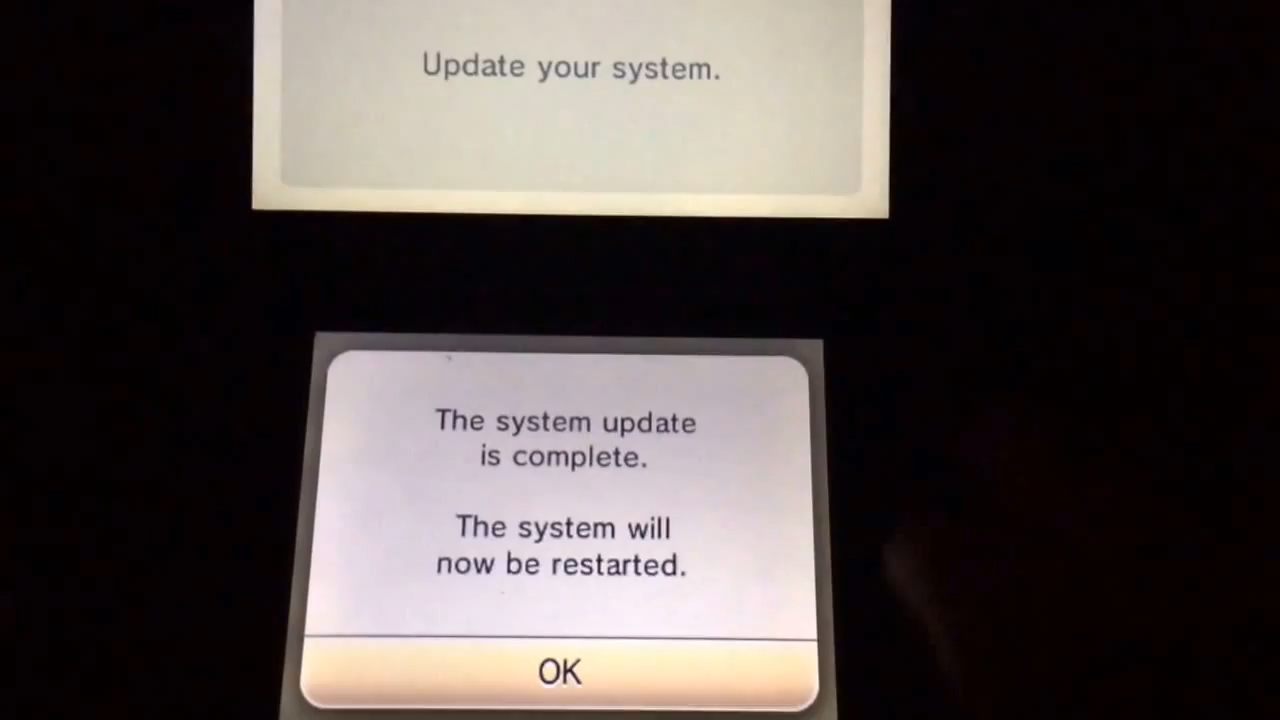 Update your system.
The system update
is complete.
The system will
now be restarted.
OK